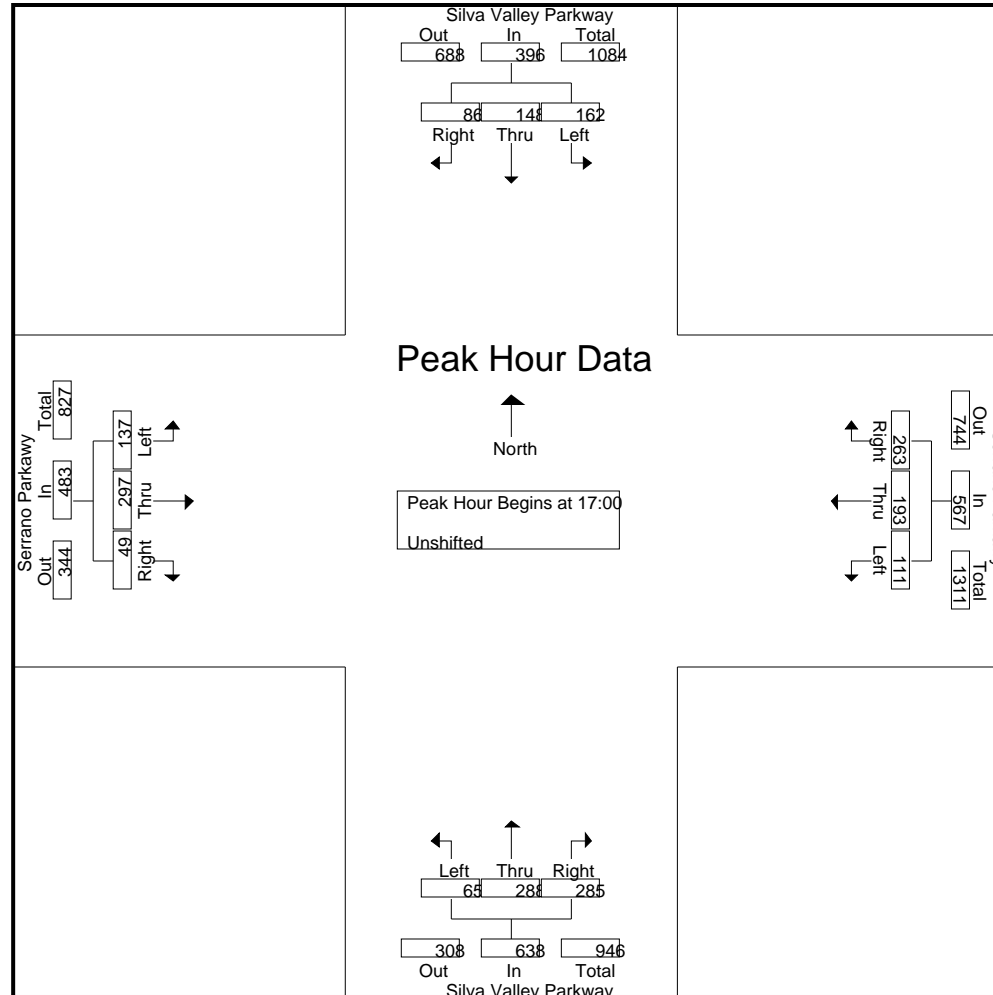 Silva Valley Parkway
Out In Total
688 396 1084
86 148 162
Right Thru Left
Peak Hour Data
North
Peak Hour Begins at 17:00
Unshifted
Serrano Parkawy
Total In Out
827 483 344
137 297 49
Left Thru Right
Out In Total
744 567 1311
263 193 111
Right Thru Left
Left Thru Right
65 288 285
308 638 946
Out In Total
Silva Valley Parkway